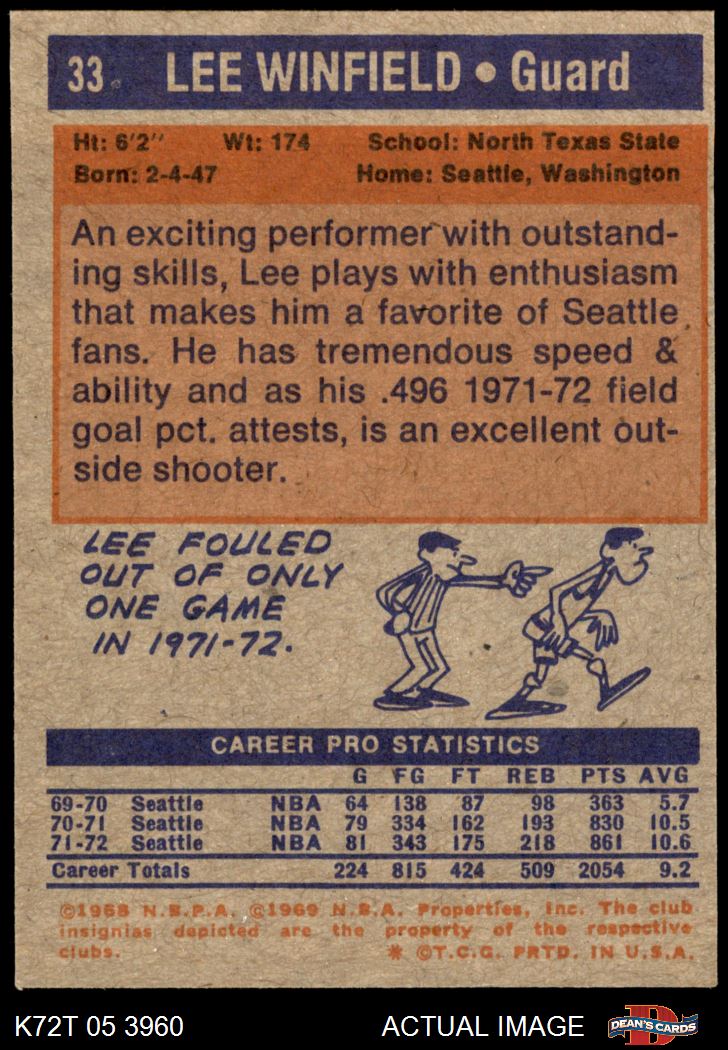 33 LEE WINFIELD • Guard
Ht: 6'2" Wt: 174 School: North Texas State
Born: 2-4-47 Home: Seattle, Washington
An exciting performer with outstand-
ing skills, Lee plays with enthusiasm
that makes him a favorite of Seattle
fans. He has tremendous speed &
ability and as his .496 1971-72 field
goal pct. attests, is an excellent out-
side shooter.
LEE FOULED
OUT OF ONLY
ONE GAME
IN 1971-72.
CAREER PRO STATISTICS
G FG FT REB PTS AVG
69-70 Seattle NBA 64 138 87 98 363 5.7
70-71 Seattle NBA 79 334 162 193 830 10.5
71-72 Seattle NBA 81 343 175 218 861 10.6
Career Totals 224 815 424 509 2054 9.2
©1968 N.B.P.A. ©1969 N.B.A. Properties, Inc. The club
insignias depicted are the property of the respective
clubs. * ©T.C.G. PRTD. IN U.S.A.
K72T 05 3960 ACTUAL IMAGE D DEAN'S CARDS